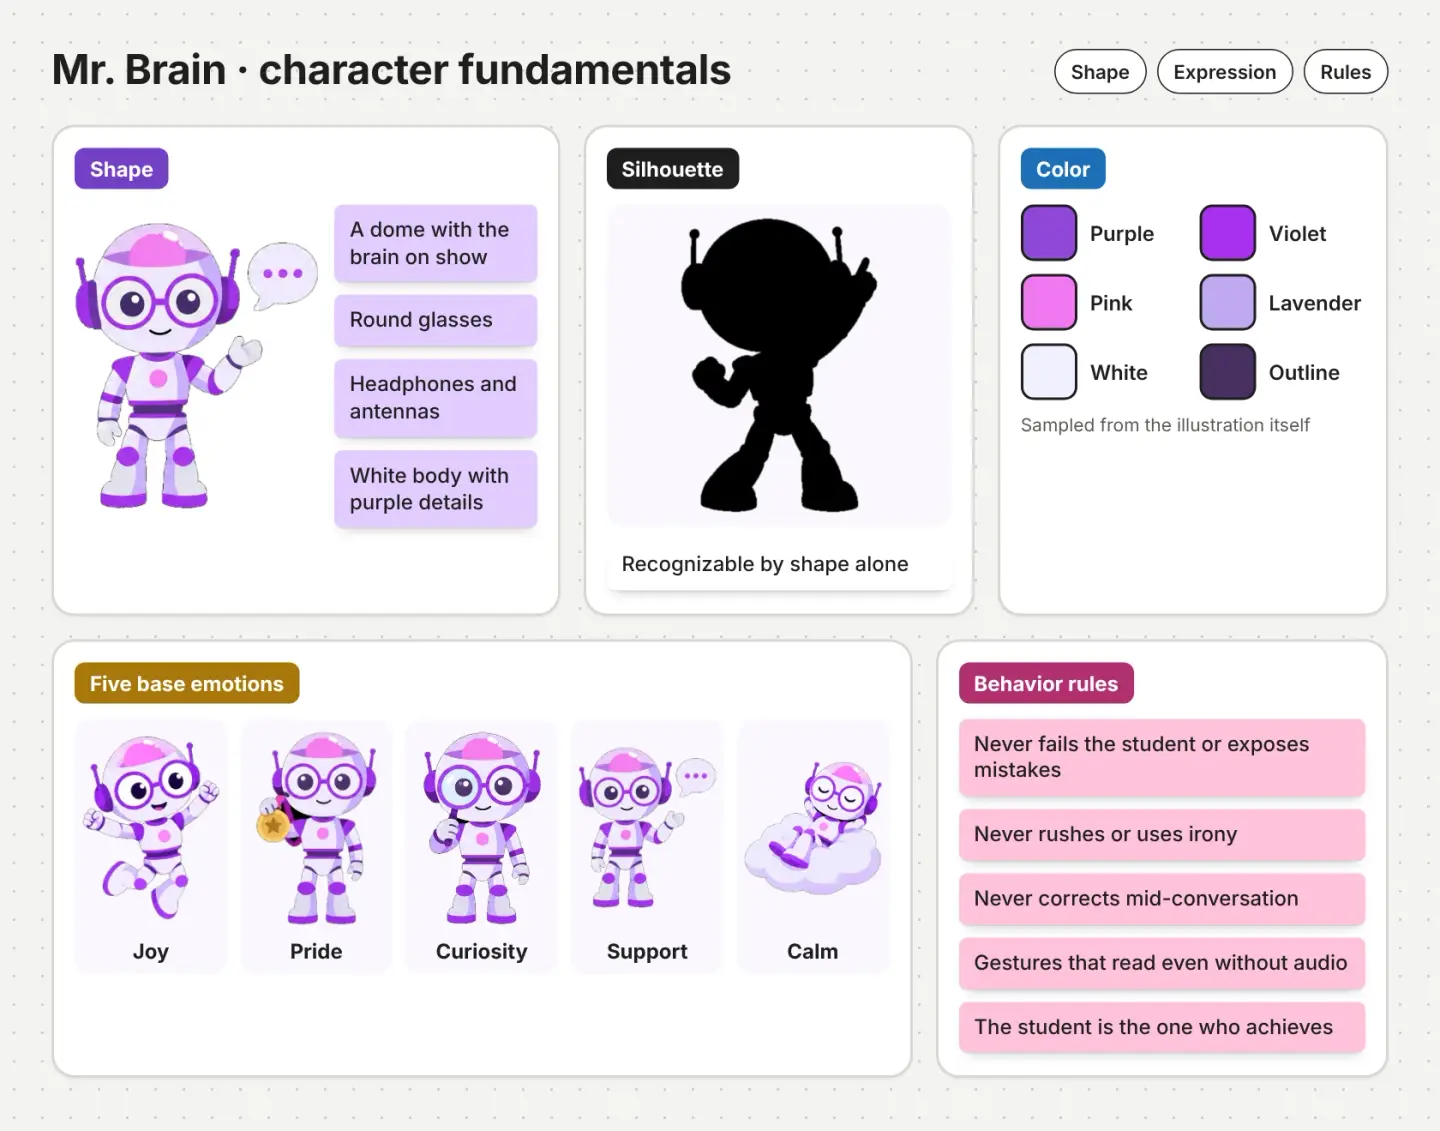 Mr. Brain · character fundamentals
Shape
Expression
Rules
Shape
A dome with the
brain on show
Round glasses
Headphones and
antennas
White body with
purple details
Silhouette
Recognizable by shape alone
Color
Purple
Violet
Pink
Lavender
White
Outline
Sampled from the illustration itself
Five base emotions
Joy
Pride
Curiosity
Support
Calm
Behavior rules
Never fails the student or exposes
mistakes
Never rushes or uses irony
Never corrects mid-conversation
Gestures that read even without audio
The student is the one who achieves